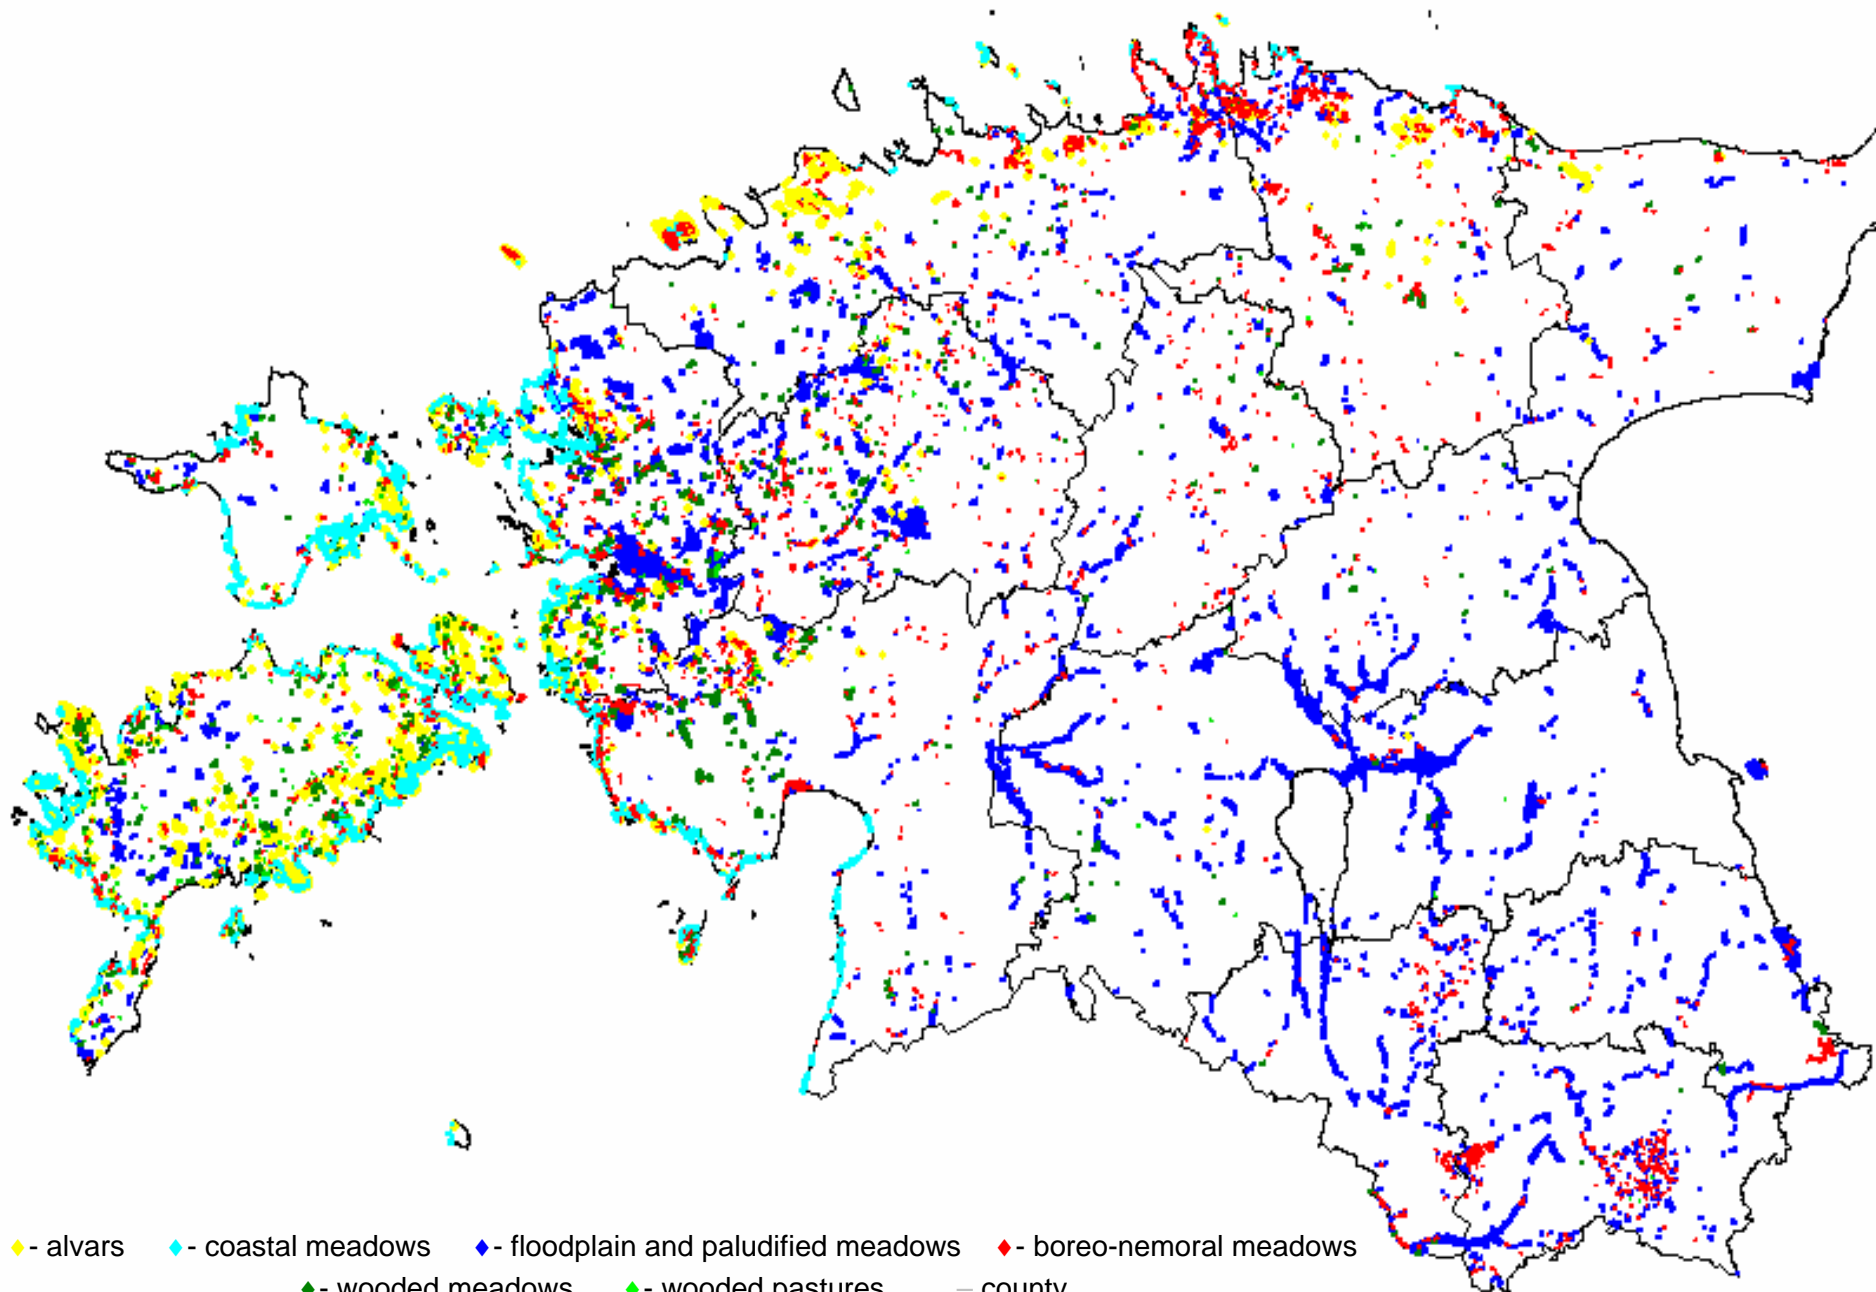 - alvars - coastal meadows - floodplain and paludified meadows - boreo-nemoral meadows
- wooded meadows - wooded pastures - county